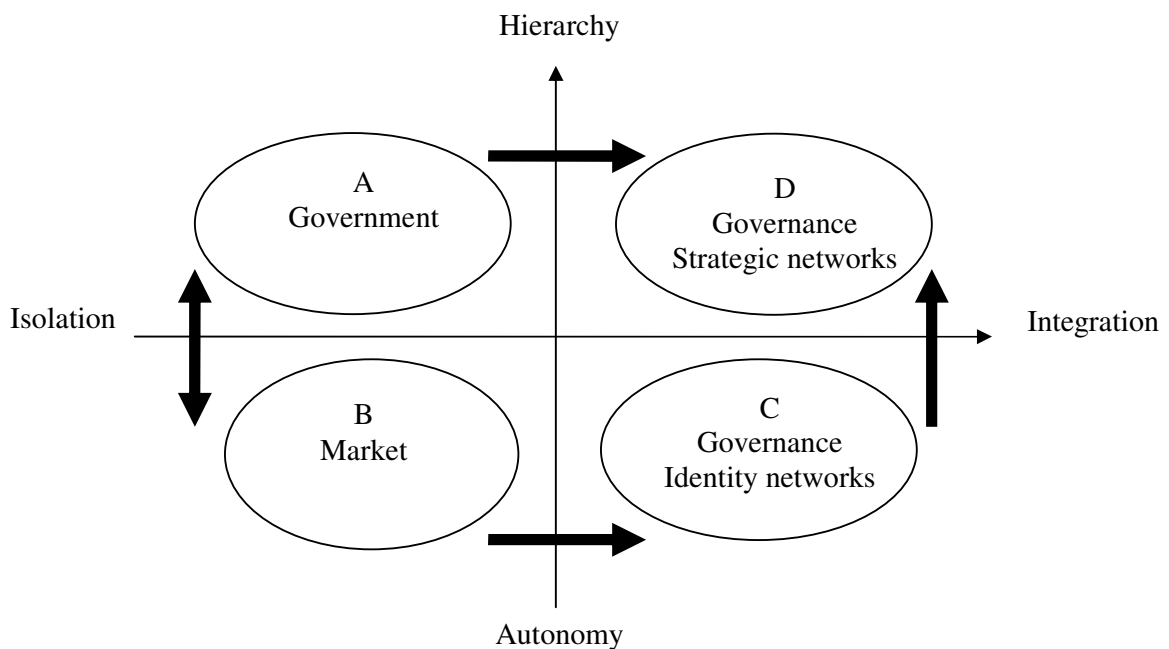 Hierarchy
A
Government
D
Governance
Strategic networks
Isolation
Integration
B
Market
C
Governance
Identity networks
Autonomy